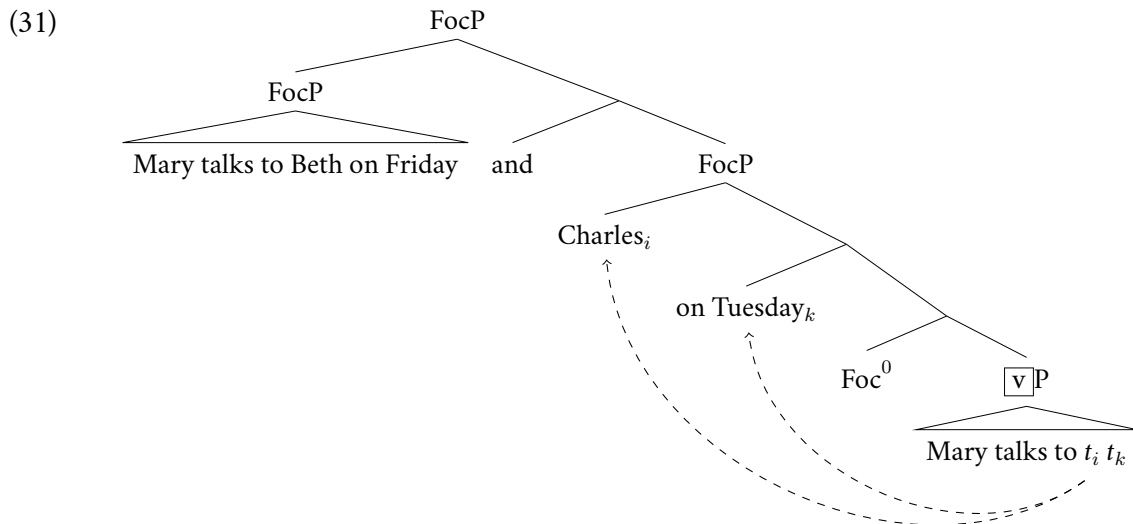 (31)
FocP
FocP
Mary talks to Beth on Friday and FocP
Charles_i
on Tuesday_k
Foc^0 v P
Mary talks to t_i t_k